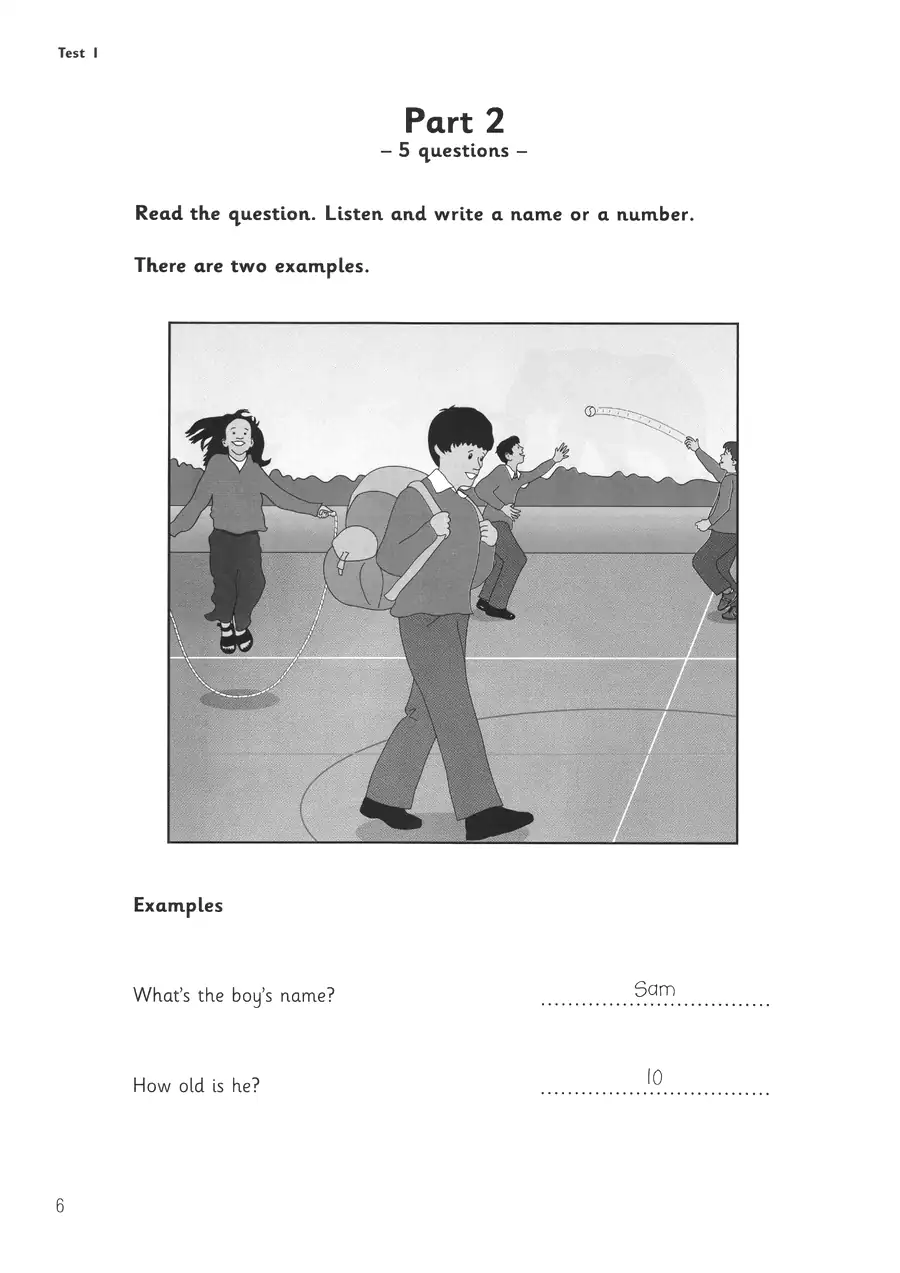 Test 1
Part 2
– 5 questions –
Read the question. Listen and write a name or a number.
There are two examples.
Examples
What's the boy's name?
Sam
How old is he?
10
6